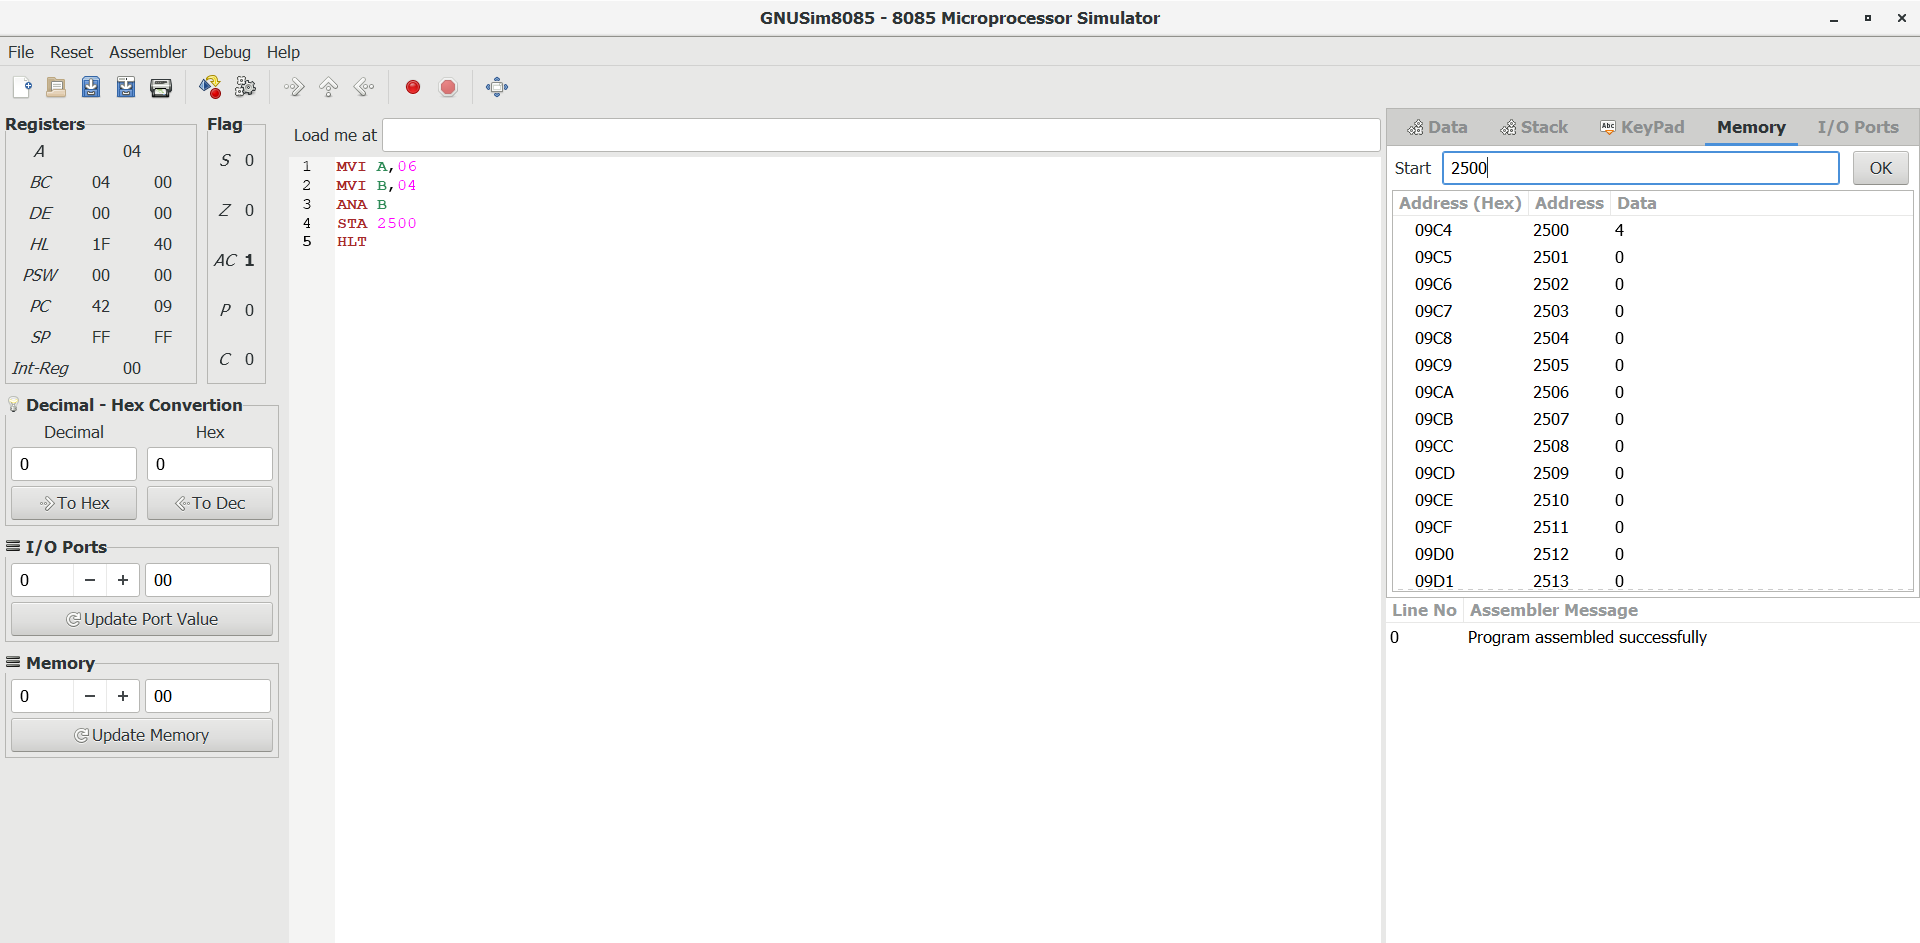 GNUSim8085 - 8085 Microprocessor Simulator
File Reset Assembler Debug Help
Registers
A 04
BC 04 00
DE 00 00
HL 1F 40
PSW 00 00
PC 42 09
SP FF FF
Int-Reg 00
Flag
S 0
Z 0
AC 1
P 0
C 0
Decimal - Hex Convertion
Decimal Hex
0 0
To Hex To Dec
I/O Ports
0 − + 00
Update Port Value
Memory
0 − + 00
Update Memory
Load me at
1 MVI A,06
2 MVI B,04
3 ANA B
4 STA 2500
5 HLT
Data Stack Abc KeyPad Memory I/O Ports
Start 2500 OK
Address (Hex) Address Data
09C4 2500 4
09C5 2501 0
09C6 2502 0
09C7 2503 0
09C8 2504 0
09C9 2505 0
09CA 2506 0
09CB 2507 0
09CC 2508 0
09CD 2509 0
09CE 2510 0
09CF 2511 0
09D0 2512 0
09D1 2513 0
Line No Assembler Message
0 Program assembled successfully